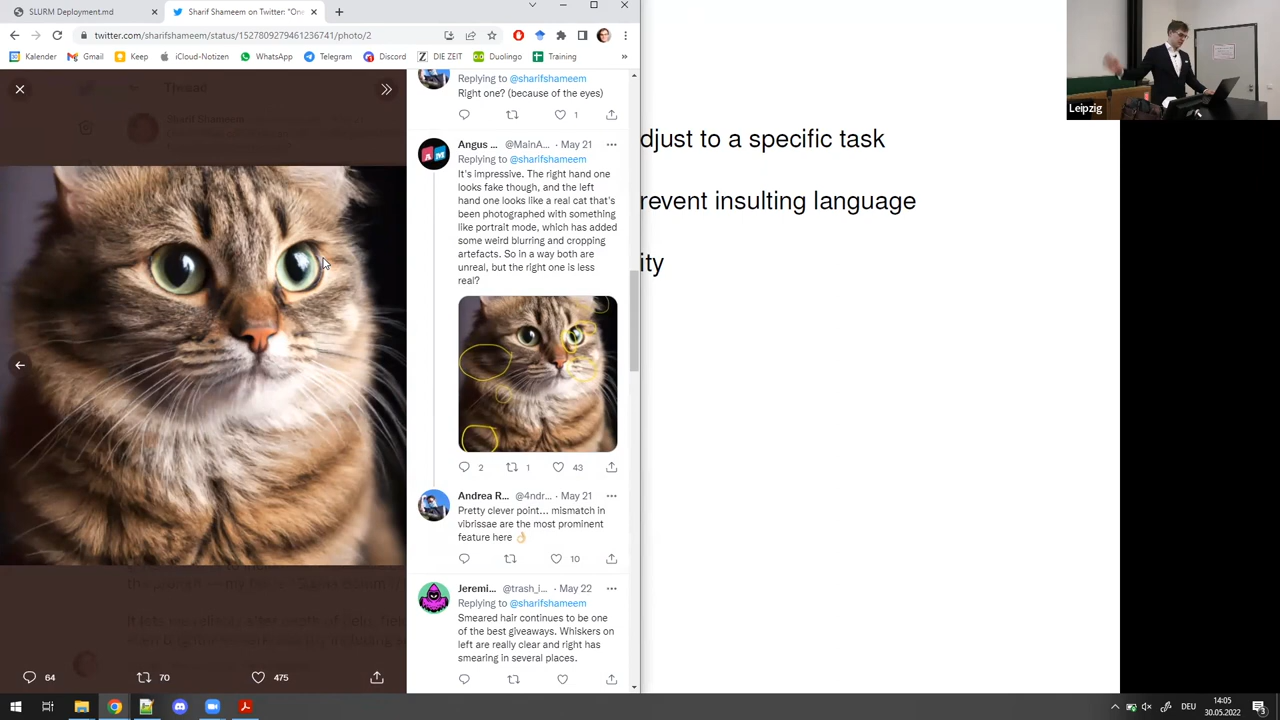 SLURM Deployment.md
Sharif Shameem on Twitter: "One
twitter.com/sharifshameem/status/1527809279461236741/photo/2
Kalender
Gmail
Keep
iCloud-Notizen
WhatsApp
Telegram
Discord
DIE ZEIT
Duolingo
Training
Thread
Sharif Shameem
Replying to @sharifshameem
Right one? (because of the eyes)
1
Angus ... @MainA... · May 21
Replying to @sharifshameem
It's impressive. The right hand one
looks fake though, and the left
hand one looks like a real cat that's
been photographed with something
like portrait mode, which has added
some weird blurring and cropping
artefacts. So in a way both are
unreal, but the right one is less
real?
2 1 43
Andrea R... @4ndr... · May 21
Pretty clever point... mismatch in
vibrissae are the most prominent
feature here 👌🏻
10
Jeremi... @trash_i... · May 22
Replying to @sharifshameem
Smeared hair continues to be one
of the best giveaways. Whiskers on
left are really clear and right has
smearing in several places.
64 70 475
djust to a specific task
revent insulting language
ity
Leipzig
DEU
14:05
30.05.2022
3